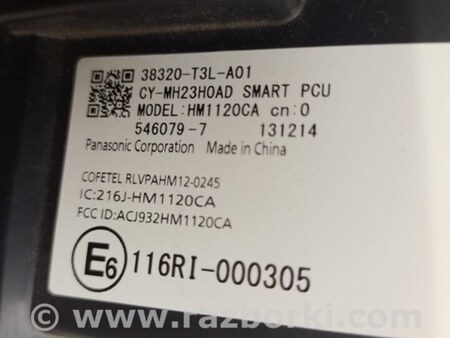 38320-T3L-A01
CY-MH23H0AD SMART PCU
MODEL:HM1120CA cn:0
546079-7 131214
Panasonic Corporation Made in China
COFETEL RLVPAHM12-0245
IC:216J-HM1120CA
FCC ID:ACJ932HM1120CA
E6 116RI-000305
© www.razborki.com